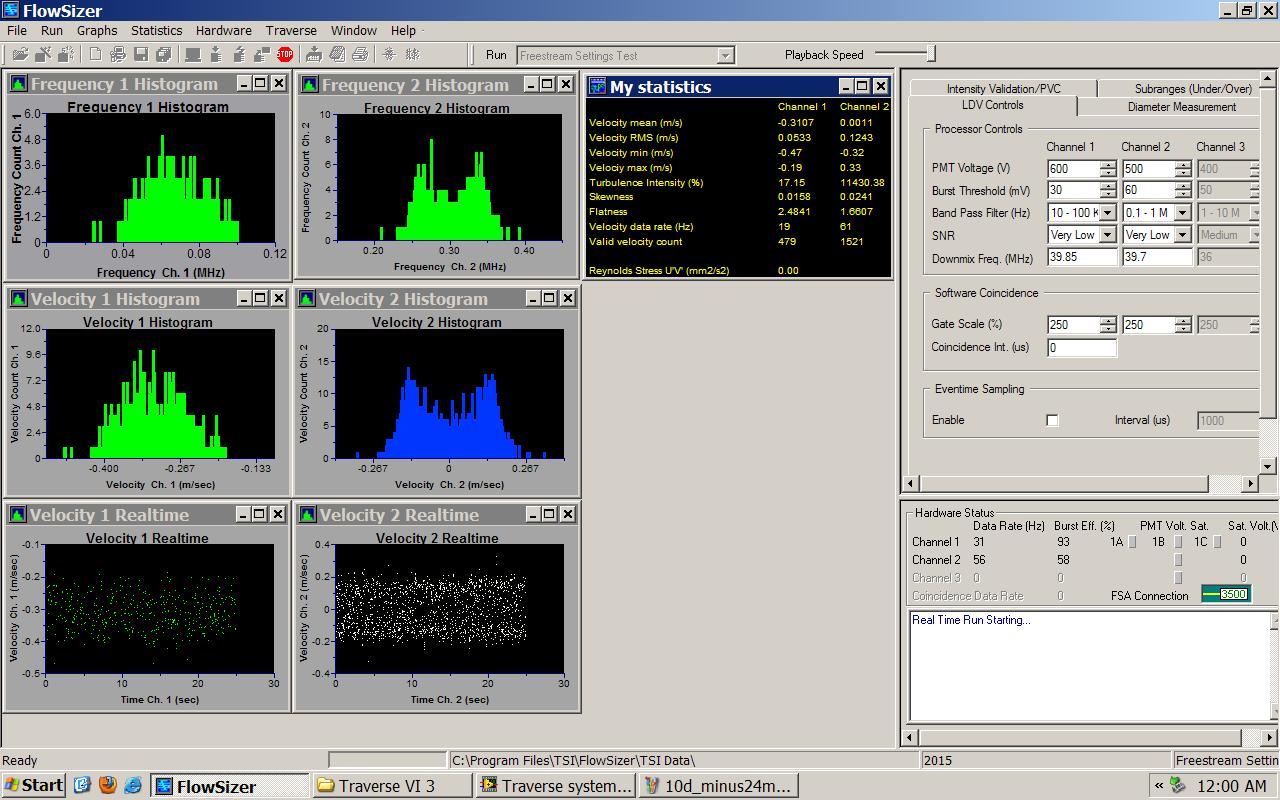 FlowSizer
File Run Graphs Statistics Hardware Traverse Window Help
STOP Run Freestream Settings Test Playback Speed
Frequency 1 Histogram
Frequency 1 Histogram
Frequency Count Ch. 1
6.0
4.8
3.6
2.4
1.2
0
0 0.04 0.08 0.12
Frequency Ch. 1 (MHz)
Frequency 2 Histogram
Frequency 2 Histogram
Frequency Count Ch. 2
10
8
6
4
2
0
0.20 0.30 0.40
Frequency Ch. 2 (MHz)
My statistics
Channel 1 Channel 2
Velocity mean (m/s) -0.3107 0.0011
Velocity RMS (m/s) 0.0533 0.1243
Velocity min (m/s) -0.47 -0.32
Velociy max (m/s) -0.19 0.33
Turbulence Intensity (%) 17.15 11430.38
Skewness 0.0158 0.0241
Flatness 2.4841 1.6607
Velocity data rate (Hz) 19 61
Valid velocity count 479 1521
Reynolds Stress U'V' (mm2/s2) 0.00
Velocity 1 Histogram
Velocity 1 Histogram
Velocity Count Ch. 1
12.0
9.6
7.2
4.8
2.4
0
-0.400 -0.267 -0.133
Velocity Ch. 1 (m/sec)
Velocity 2 Histogram
Velocity 2 Histogram
Velocity Count Ch. 2
20
15
10
5
0
-0.267 0 0.267
Velocity Ch. 2 (m/sec)
Velocity 1 Realtime
Velocity 1 Realtime
Velocity Ch. 1 (m/sec)
-0.1
-0.2
-0.3
-0.4
-0.5
0 10 20 30
Time Ch. 1 (sec)
Velocity 2 Realtime
Velocity 2 Realtime
Velocity Ch. 2 (m/sec)
0.4
0.2
0
-0.2
-0.4
0 10 20 30
Time Ch. 2 (sec)
Intensity Validation/PVC Subranges (Under/Over)
LDV Controls Diameter Measurement
Processor Controls
Channel 1 Channel 2 Channel 3
PMT Voltage (V) 600 500 400
Burst Threshold (mV) 30 60 50
Band Pass Filter (Hz) 10 - 100 K 0.1 - 1 M 1 - 10 M
SNR Very Low Very Low Medium
Downmix Freq. (MHz) 39.85 39.7 36
Software Coincidence
Gate Scale (%) 250 250 250
Coincidence Int. (us) 0
Eventime Sampling
Enable Interval (us) 1000
Hardware Status
Data Rate (Hz) Burst Eff. (%) PMT Volt. Sat. Sat. Volt.(V
Channel 1 31 93 1A 1B 1C 0
Channel 2 56 58 0
Channel 3 0 0 0
Coincidence Data Rate 0 FSA Connection 3500
Real Time Run Starting...
Ready C:\Program Files\TSI\FlowSizer\TSI Data\ 2015 Freestream Settin
Start FlowSizer Traverse VI 3 Traverse system... 10d_minus24m... « 12:00 AM